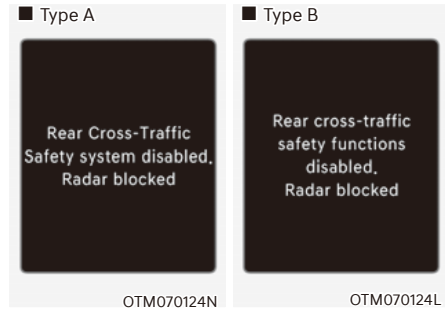 ■ Type A
Rear Cross-Traffic
Safety system disabled.
Radar blocked
OTM070124N
■ Type B
Rear cross-traffic
safety functions
disabled.
Radar blocked
OTM070124L